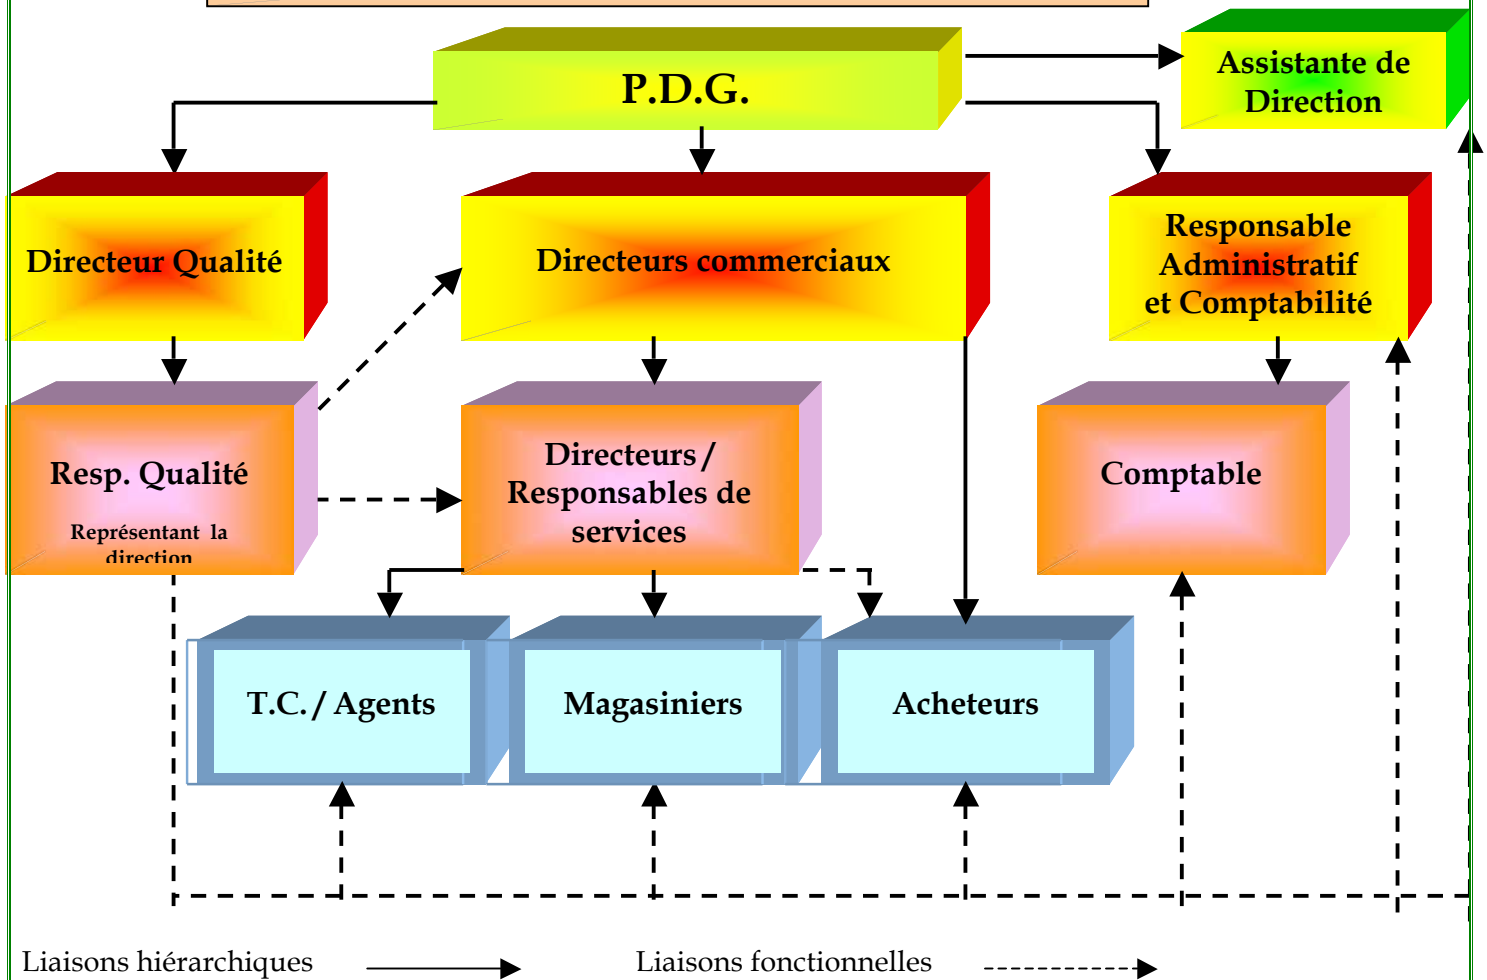 P.D.G.
Assistante de
Direction
Directeur Qualité
Directeurs commerciaux
Responsable
Administratif
et Comptabilité
Resp. Qualité
Représentant la
direction
Directeurs /
Responsables de
services
Comptable
T.C. / Agents
Magasiniers
Acheteurs
Liaisons hiérarchiques
Liaisons fonctionnelles